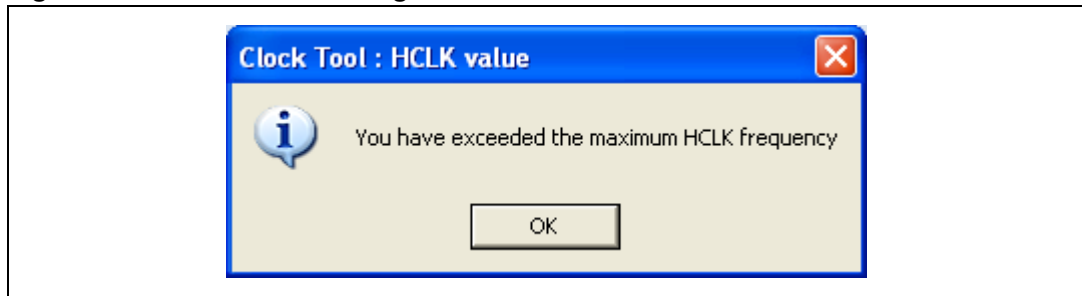 Clock Tool : HCLK value
You have exceeded the maximum HCLK frequency
OK